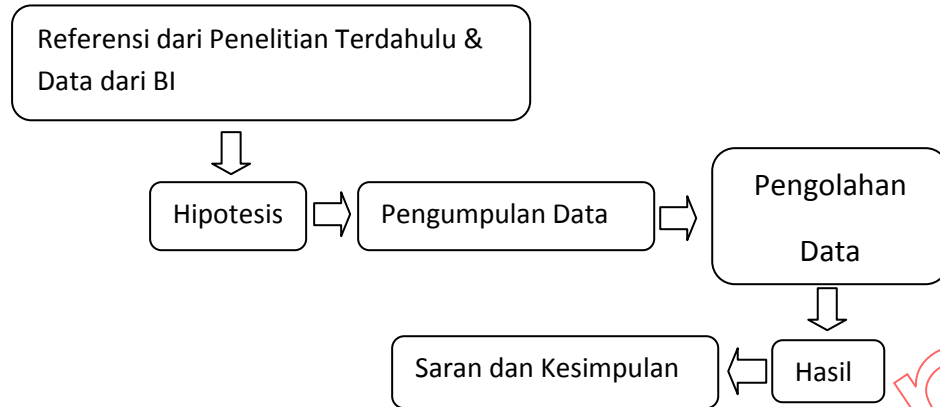 Referensi dari Penelitian Terdahulu &
Data dari BI
Hipotesis
Pengumpulan Data
Pengolahan
Data
Hasil
Saran dan Kesimpulan